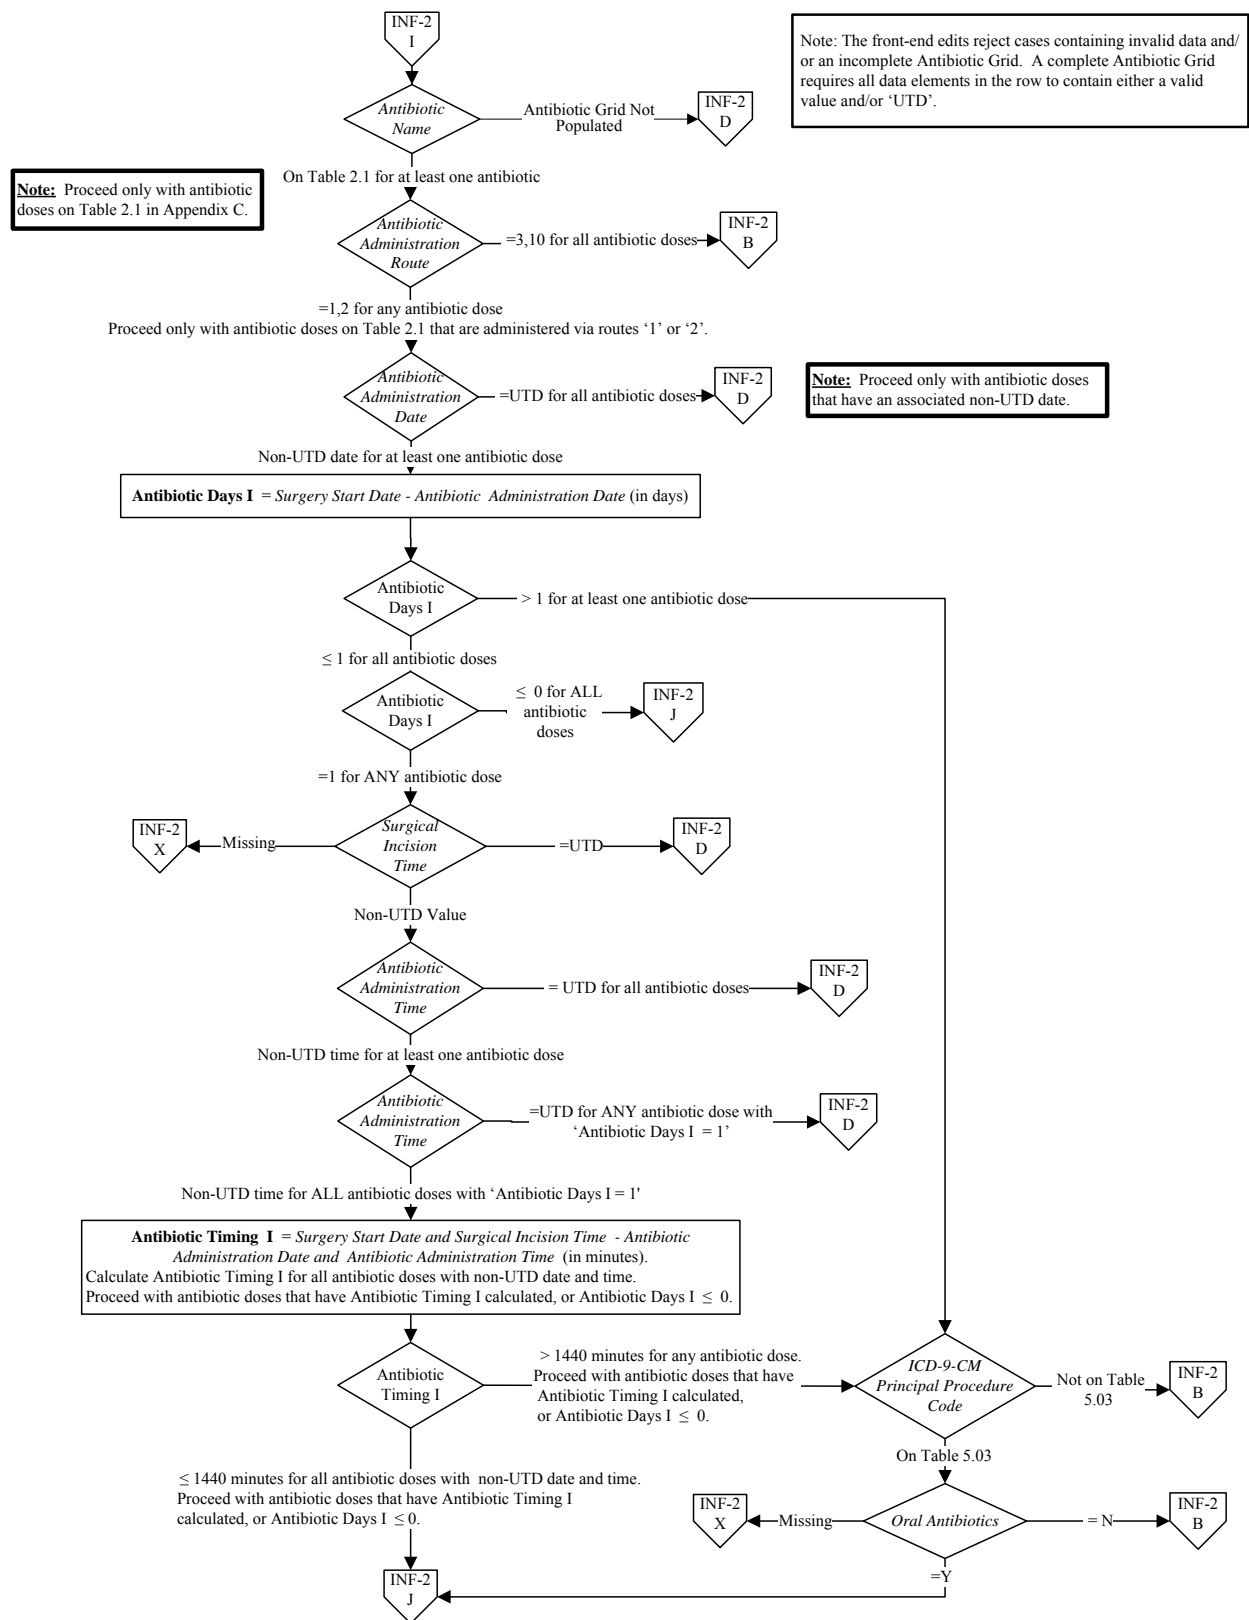 INF-2
I
Note: The front-end edits reject cases containing invalid data and/
or an incomplete Antibiotic Grid. A complete Antibiotic Grid
requires all data elements in the row to contain either a valid
value and/or ‘UTD’.
Antibiotic
Name
Antibiotic Grid Not
Populated
INF-2
D
Note: Proceed only with antibiotic
doses on Table 2.1 in Appendix C.
On Table 2.1 for at least one antibiotic
Antibiotic
Administration
Route
=3,10 for all antibiotic doses
INF-2
B
=1,2 for any antibiotic dose
Proceed only with antibiotic doses on Table 2.1 that are administered via routes ‘1’ or ‘2’.
Antibiotic
Administration
Date
=UTD for all antibiotic doses
INF-2
D
Note: Proceed only with antibiotic doses
that have an associated non-UTD date.
Non-UTD date for at least one antibiotic dose
Antibiotic Days I = Surgery Start Date - Antibiotic Administration Date (in days)
Antibiotic
Days I
> 1 for at least one antibiotic dose
≤ 1 for all antibiotic doses
Antibiotic
Days I
≤ 0 for ALL
antibiotic
doses
INF-2
J
=1 for ANY antibiotic dose
INF-2
X
Missing
Surgical
Incision
Time
=UTD
INF-2
D
Non-UTD Value
Antibiotic
Administration
Time
= UTD for all antibiotic doses
INF-2
D
Non-UTD time for at least one antibiotic dose
Antibiotic
Administration
Time
=UTD for ANY antibiotic dose with
‘Antibiotic Days I = 1’
INF-2
D
Non-UTD time for ALL antibiotic doses with ‘Antibiotic Days I = 1'
Antibiotic Timing I = Surgery Start Date and Surgical Incision Time - Antibiotic
Administration Date and Antibiotic Administration Time (in minutes).
Calculate Antibiotic Timing I for all antibiotic doses with non-UTD date and time.
Proceed with antibiotic doses that have Antibiotic Timing I calculated, or Antibiotic Days I ≤ 0.
Antibiotic
Timing I
> 1440 minutes for any antibiotic dose.
Proceed with antibiotic doses that have
Antibiotic Timing I calculated,
or Antibiotic Days I ≤ 0.
ICD-9-CM
Principal Procedure
Code
Not on Table
5.03
INF-2
B
On Table 5.03
≤ 1440 minutes for all antibiotic doses with non-UTD date and time.
Proceed with antibiotic doses that have Antibiotic Timing I
calculated, or Antibiotic Days I ≤ 0.
INF-2
X
Missing
Oral Antibiotics
= N
INF-2
B
=Y
INF-2
J